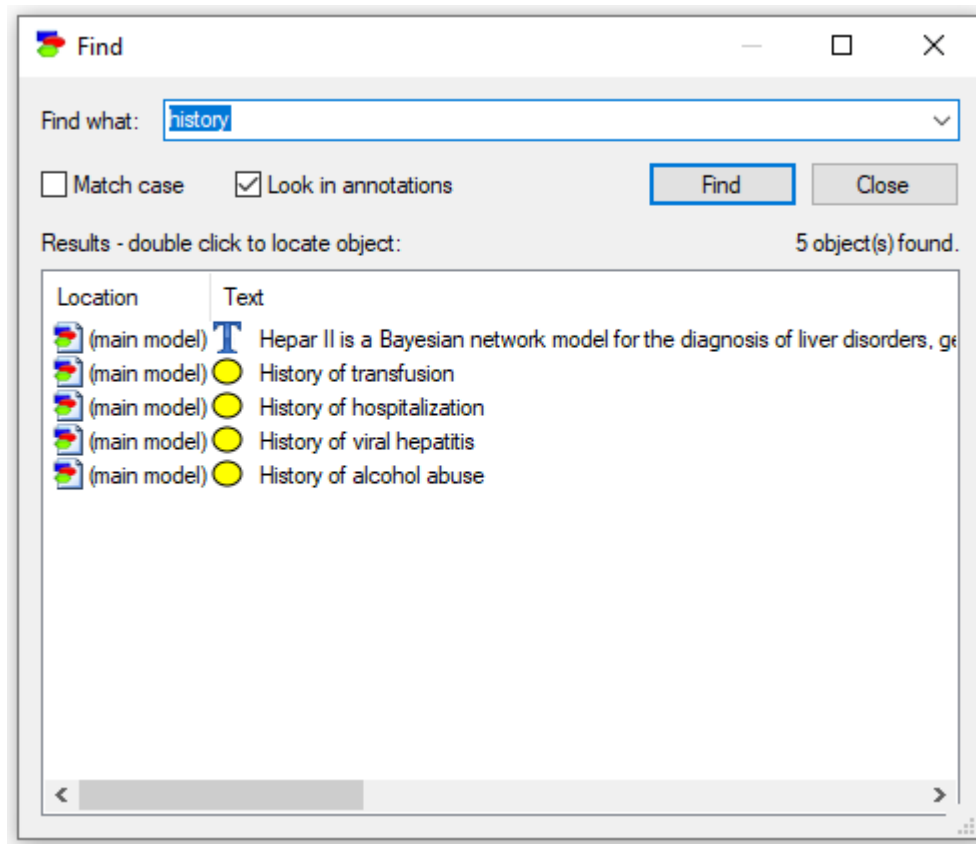 Find
Find what: history
Match case Look in annotations Find Close
Results - double click to locate object: 5 object(s) found.
Location Text
(main model) T Hepar II is a Bayesian network model for the diagnosis of liver disorders,
(main model) History of transfusion
(main model) History of hospitalization
(main model) History of viral hepatitis
(main model) History of alcohol abuse